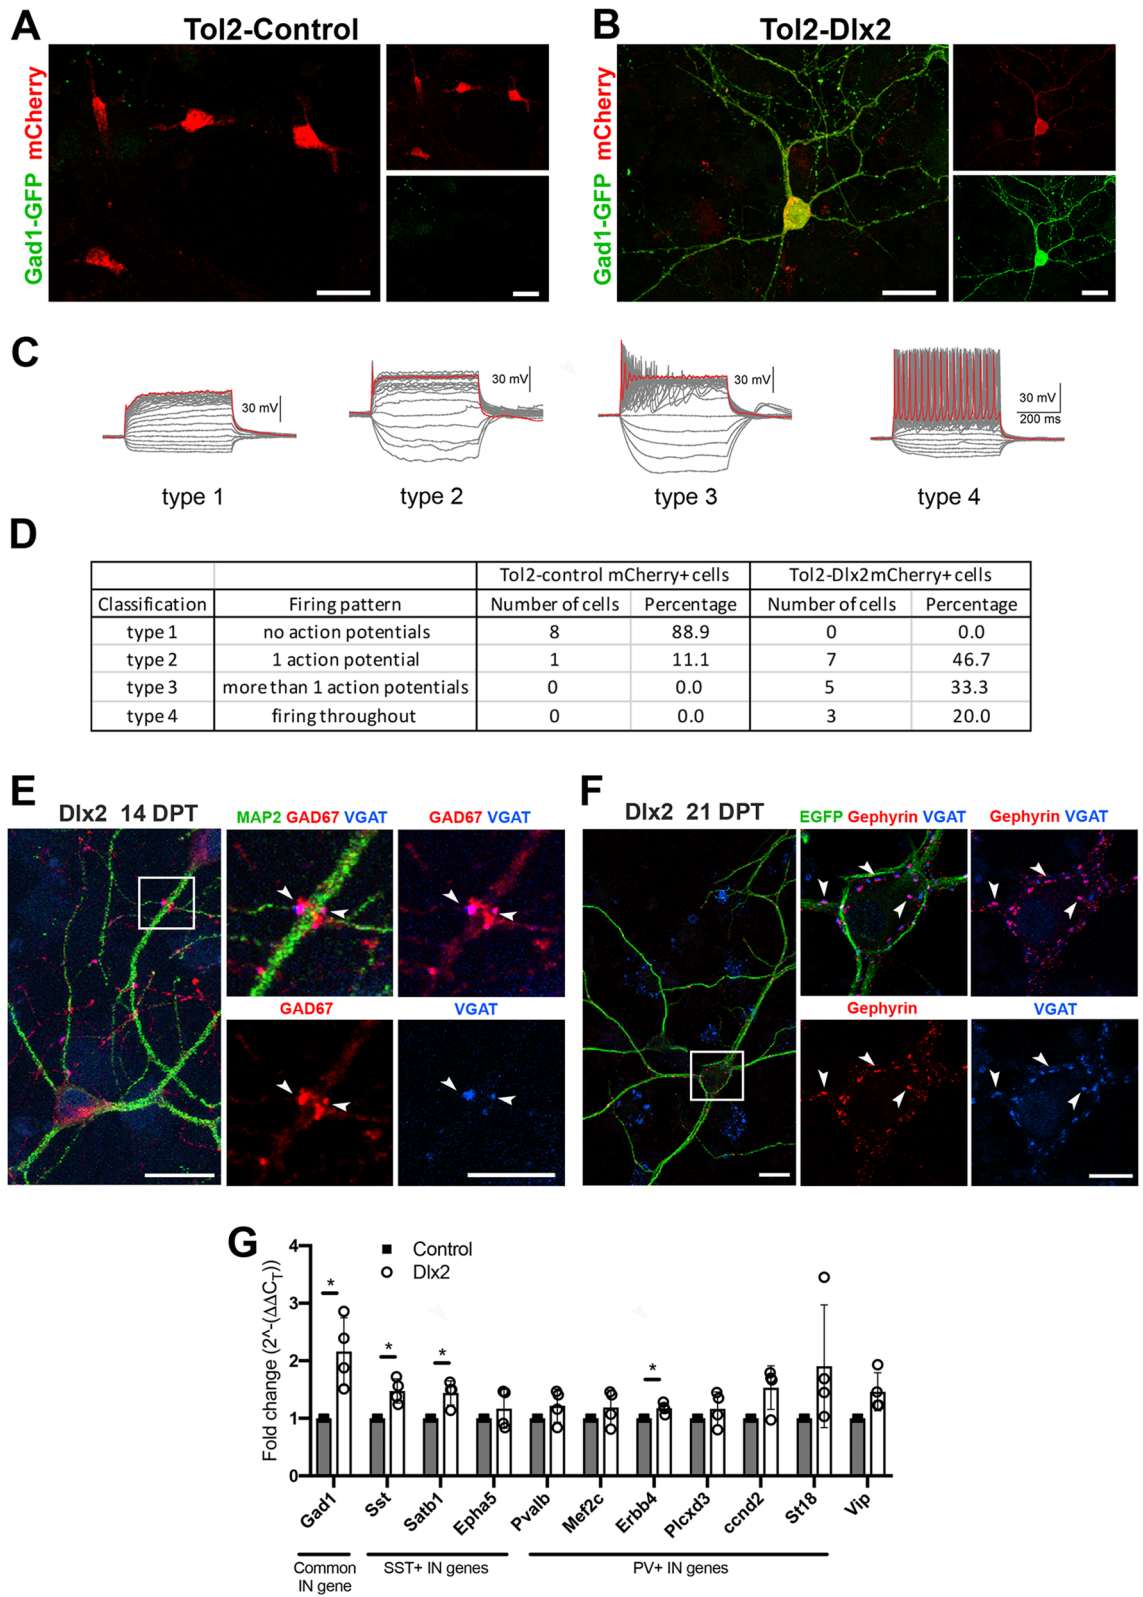 A
Tol2-Control
Gad1-GFP mCherry
B
Tol2-Dlx2
Gad1-GFP mCherry
C
30 mV
30 mV
30 mV
30 mV
200 ms
type 1
type 2
type 3
type 4
D
Tol2-control mCherry+ cells
Tol2-Dlx2mCherry+ cells
Classification
Firing pattern
Number of cells
Percentage
Number of cells
Percentage
type 1
no action potentials
8
88.9
0
0.0
type 2
1 action potential
1
11.1
7
46.7
type 3
more than 1 action potentials
0
0.0
5
33.3
type 4
firing throughout
0
0.0
3
20.0
E
Dlx2 14 DPT
MAP2 GAD67 VGAT
GAD67 VGAT
GAD67
VGAT
F
Dlx2 21 DPT
EGFP Gephyrin VGAT
Gephyrin VGAT
Gephyrin
VGAT
G
Fold change (2^-(ΔΔCT))
4
3
2
1
0
Control
Dlx2
*
*
*
*
Gad1
Sst
Satb1
Epha5
Pvalb
Mef2c
Erbb4
Plcxd3
ccnd2
St18
Vip
Common
IN gene
SST+ IN genes
PV+ IN genes